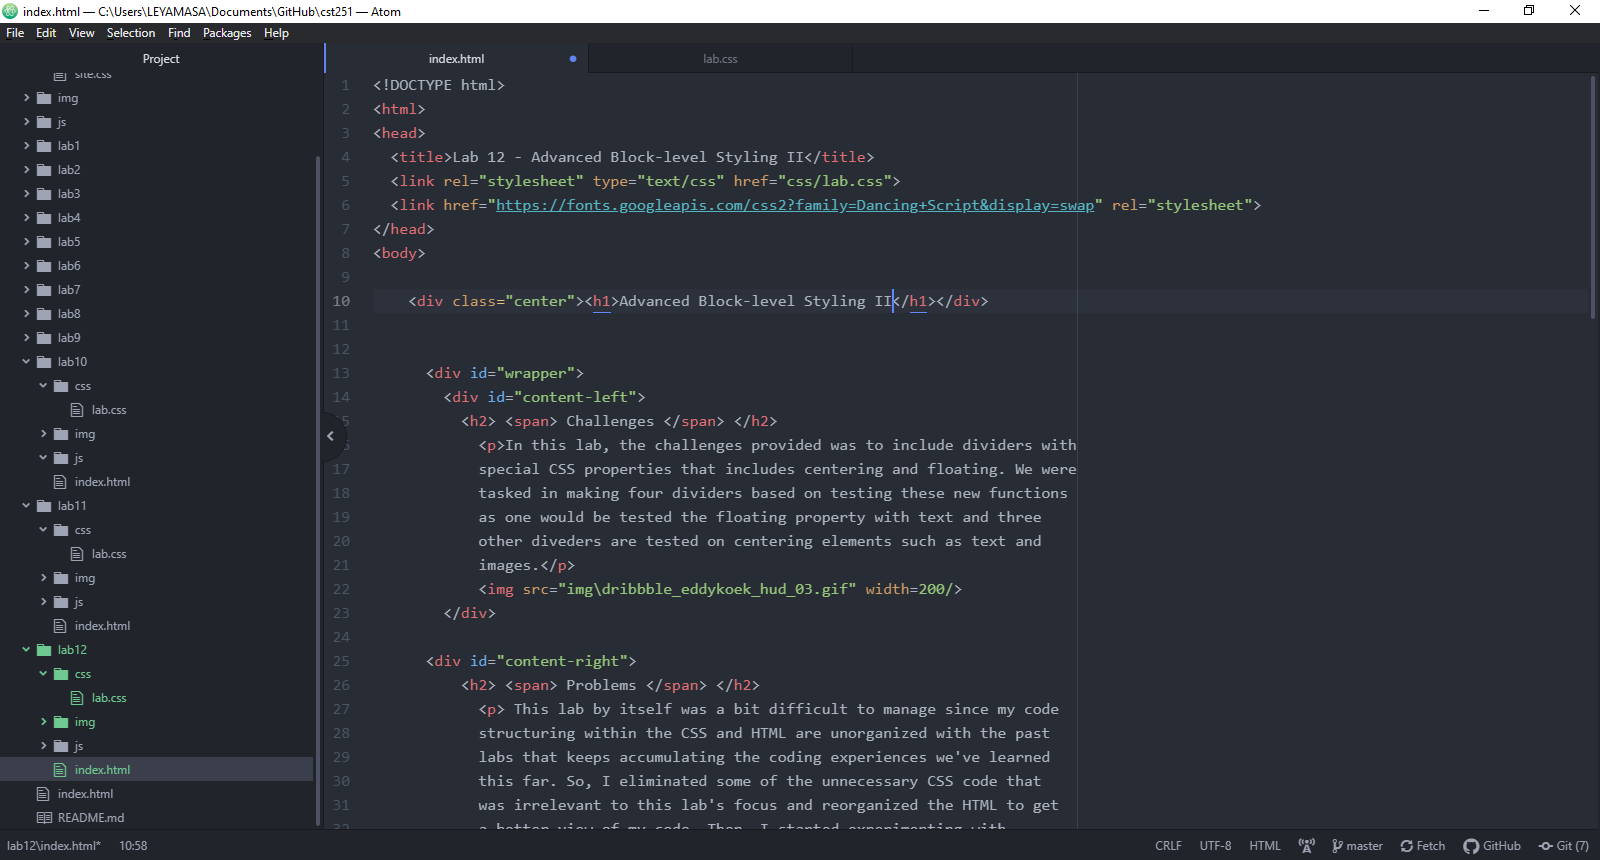 index.html — C:\Users\LEYAMASA\Documents\GitHub\cst251 — Atom
File Edit View Selection Find Packages Help
Project
site.css
img
js
lab1
lab2
lab3
lab4
lab5
lab6
lab7
lab8
lab9
lab10
css
lab.css
img
js
index.html
lab11
css
lab.css
img
js
index.html
lab12
css
lab.css
img
js
index.html
index.html
README.md
index.html lab.css
1 <!DOCTYPE html>
2 <html>
3 <head>
4 <title>Lab 12 - Advanced Block-level Styling II</title>
5 <link rel="stylesheet" type="text/css" href="css/lab.css">
6 <link href="https://fonts.googleapis.com/css2?family=Dancing+Script&display=swap" rel="stylesheet">
7 </head>
8 <body>
9
10 <div class="center"><h1>Advanced Block-level Styling II</h1></div>
11
12
13 <div id="wrapper">
14 <div id="content-left">
5 <h2> <span> Challenges </span> </h2>
<p>In this lab, the challenges provided was to include dividers with
17 special CSS properties that includes centering and floating. We were
18 tasked in making four dividers based on testing these new functions
19 as one would be tested the floating property with text and three
20 other diveders are tested on centering elements such as text and
21 images.</p>
22 <img src="img\dribbble_eddykoek_hud_03.gif" width=200/>
23 </div>
24
25 <div id="content-right">
26 <h2> <span> Problems </span> </h2>
27 <p> This lab by itself was a bit difficult to manage since my code
28 structuring within the CSS and HTML are unorganized with the past
29 labs that keeps accumulating the coding experiences we've learned
30 this far. So, I eliminated some of the unnecessary CSS code that
31 was irrelevant to this lab's focus and reorganized the HTML to get
32 a better view of my code. Then, I started experimenting with
lab12\index.html* 10:58 CRLF UTF-8 HTML master Fetch GitHub Git (7)